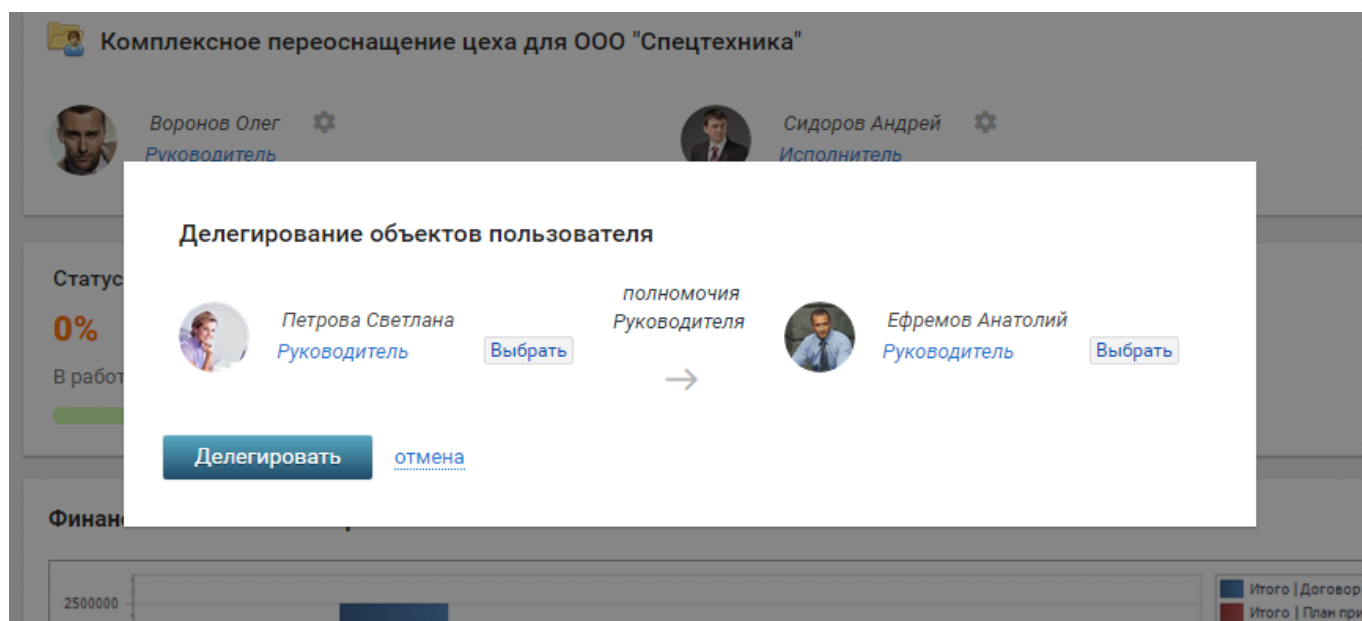 Комплексное переоснащение цеха для ООО "Спецтехника"
Воронов Олег
Сидоров Андрей
Руководитель
Исполнитель
Делегирование объектов пользователя
Статус
0%
В работ
Петрова Светлана
Руководитель
Выбрать
полномочия
Руководителя
Ефремов Анатолий
Руководитель
Выбрать
Делегировать
отмена
Финан
2500000
Итого | Договор
Итого | План при